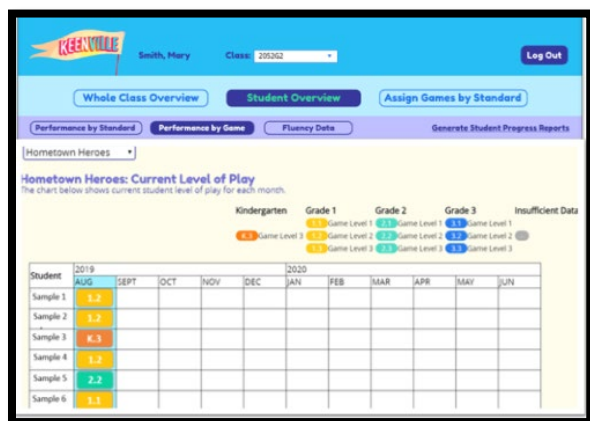 KEENVILLE
Smith, Mary Class: 205262 Log Out
Whole Class Overview Student Overview Assign Games by Standard
Performance by Standard Performance by Game Fluency Data Generate Student Progress Reports
Hometown Heroes
Hometown Heroes: Current Level of Play
The chart below shows current student level of play for each month.
Kindergarten Grade 1 Grade 2 Grade 3 Insufficient Data
1.1 Game Level 1 2.1 Game Level 1 3.1 Game Level 1
K.3 Game Level 3 1.2 Game Level 2 2.2 Game Level 2 3.2 Game Level 2
1.3 Game Level 3 2.3 Game Level 3 3.3 Game Level 3
Student 2019 2020
AUG SEPT OCT NOV DEC JAN FEB MAR APR MAY JUN
Sample 1 1.2
Sample 2 1.2
Sample 3 K.3
Sample 4 1.2
Sample 5 2.2
Sample 6 1.1